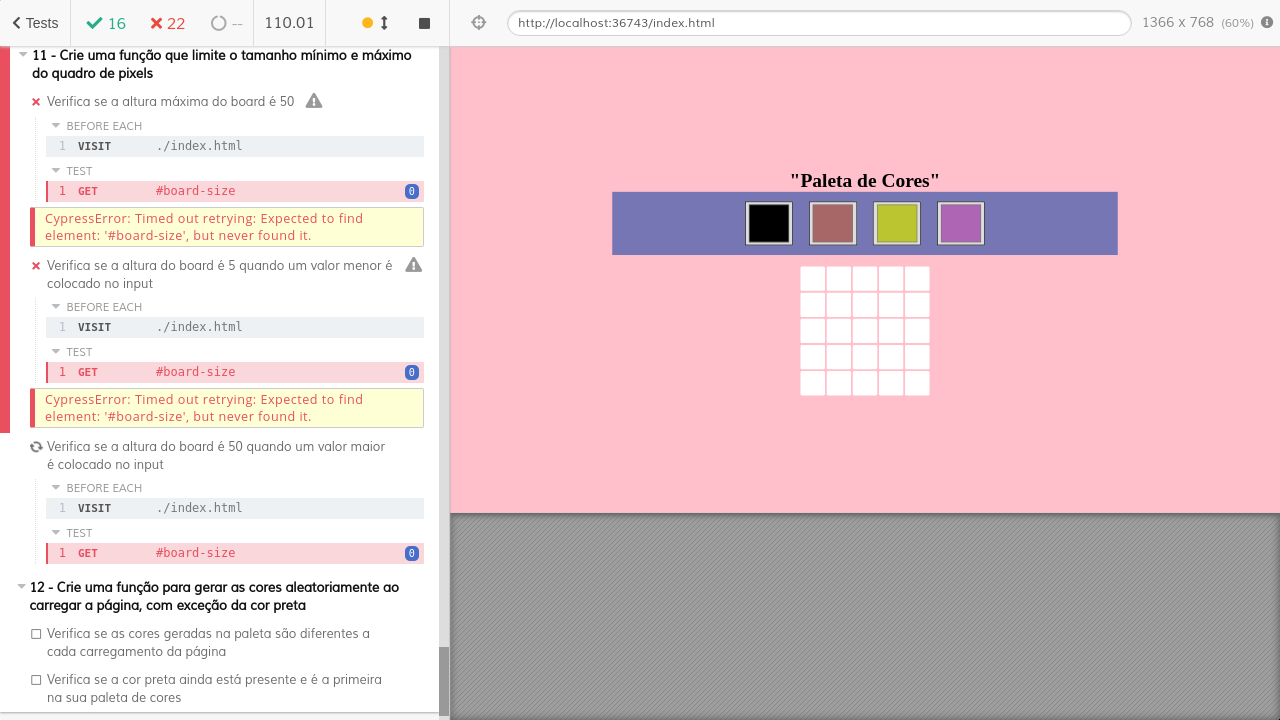 Tests
16
22
--
110.01
http://localhost:36743/index.html
1366 x 768 (60%)
11 - Crie uma função que limite o tamanho mínimo e máximo
do quadro de pixels
Verifica se a altura máxima do board é 50
BEFORE EACH
1 VISIT ./index.html
TEST
1 GET #board-size 0
CypressError: Timed out retrying: Expected to find
element: '#board-size', but never found it.
Verifica se a altura do board é 5 quando um valor menor é
colocado no input
BEFORE EACH
1 VISIT ./index.html
TEST
1 GET #board-size 0
CypressError: Timed out retrying: Expected to find
element: '#board-size', but never found it.
Verifica se a altura do board é 50 quando um valor maior
é colocado no input
BEFORE EACH
1 VISIT ./index.html
TEST
1 GET #board-size 0
12 - Crie uma função para gerar as cores aleatoriamente ao
carregar a página, com exceção da cor preta
Verifica se as cores geradas na paleta são diferentes a
cada carregamento da página
Verifica se a cor preta ainda está presente e é a primeira
na sua paleta de cores
"Paleta de Cores"